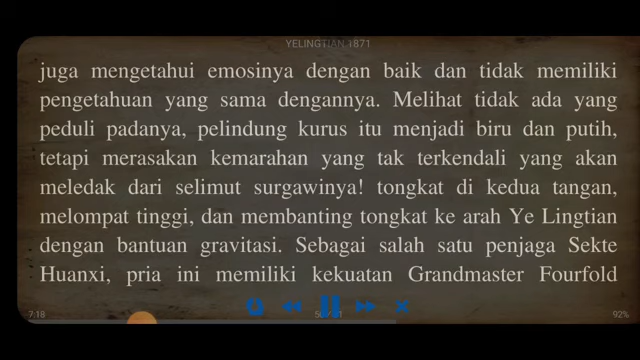 YELINGTIAN 1871
juga mengetahui emosinya dengan baik dan tidak memiliki
pengetahuan yang sama dengannya. Melihat tidak ada yang
peduli padanya, pelindung kurus itu menjadi biru dan putih,
tetapi merasakan kemarahan yang tak terkendali yang akan
meledak dari selimut surgawinya! tongkat di kedua tangan,
melompat tinggi, dan membanting tongkat ke arah Ye Lingtian
dengan bantuan gravitasi. Sebagai salah satu penjaga Sekte
Huanxi, pria ini memiliki kekuatan Grandmaster Fourfold
7:18
92%